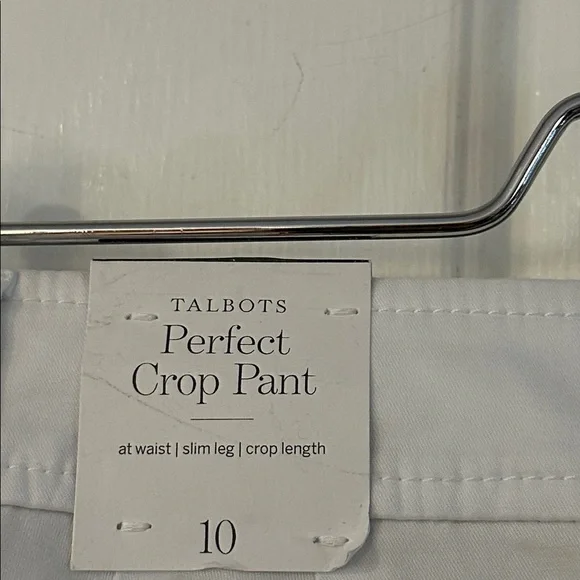 TALBOTS
Perfect
Crop Pant
at waist | slim leg | crop length
10